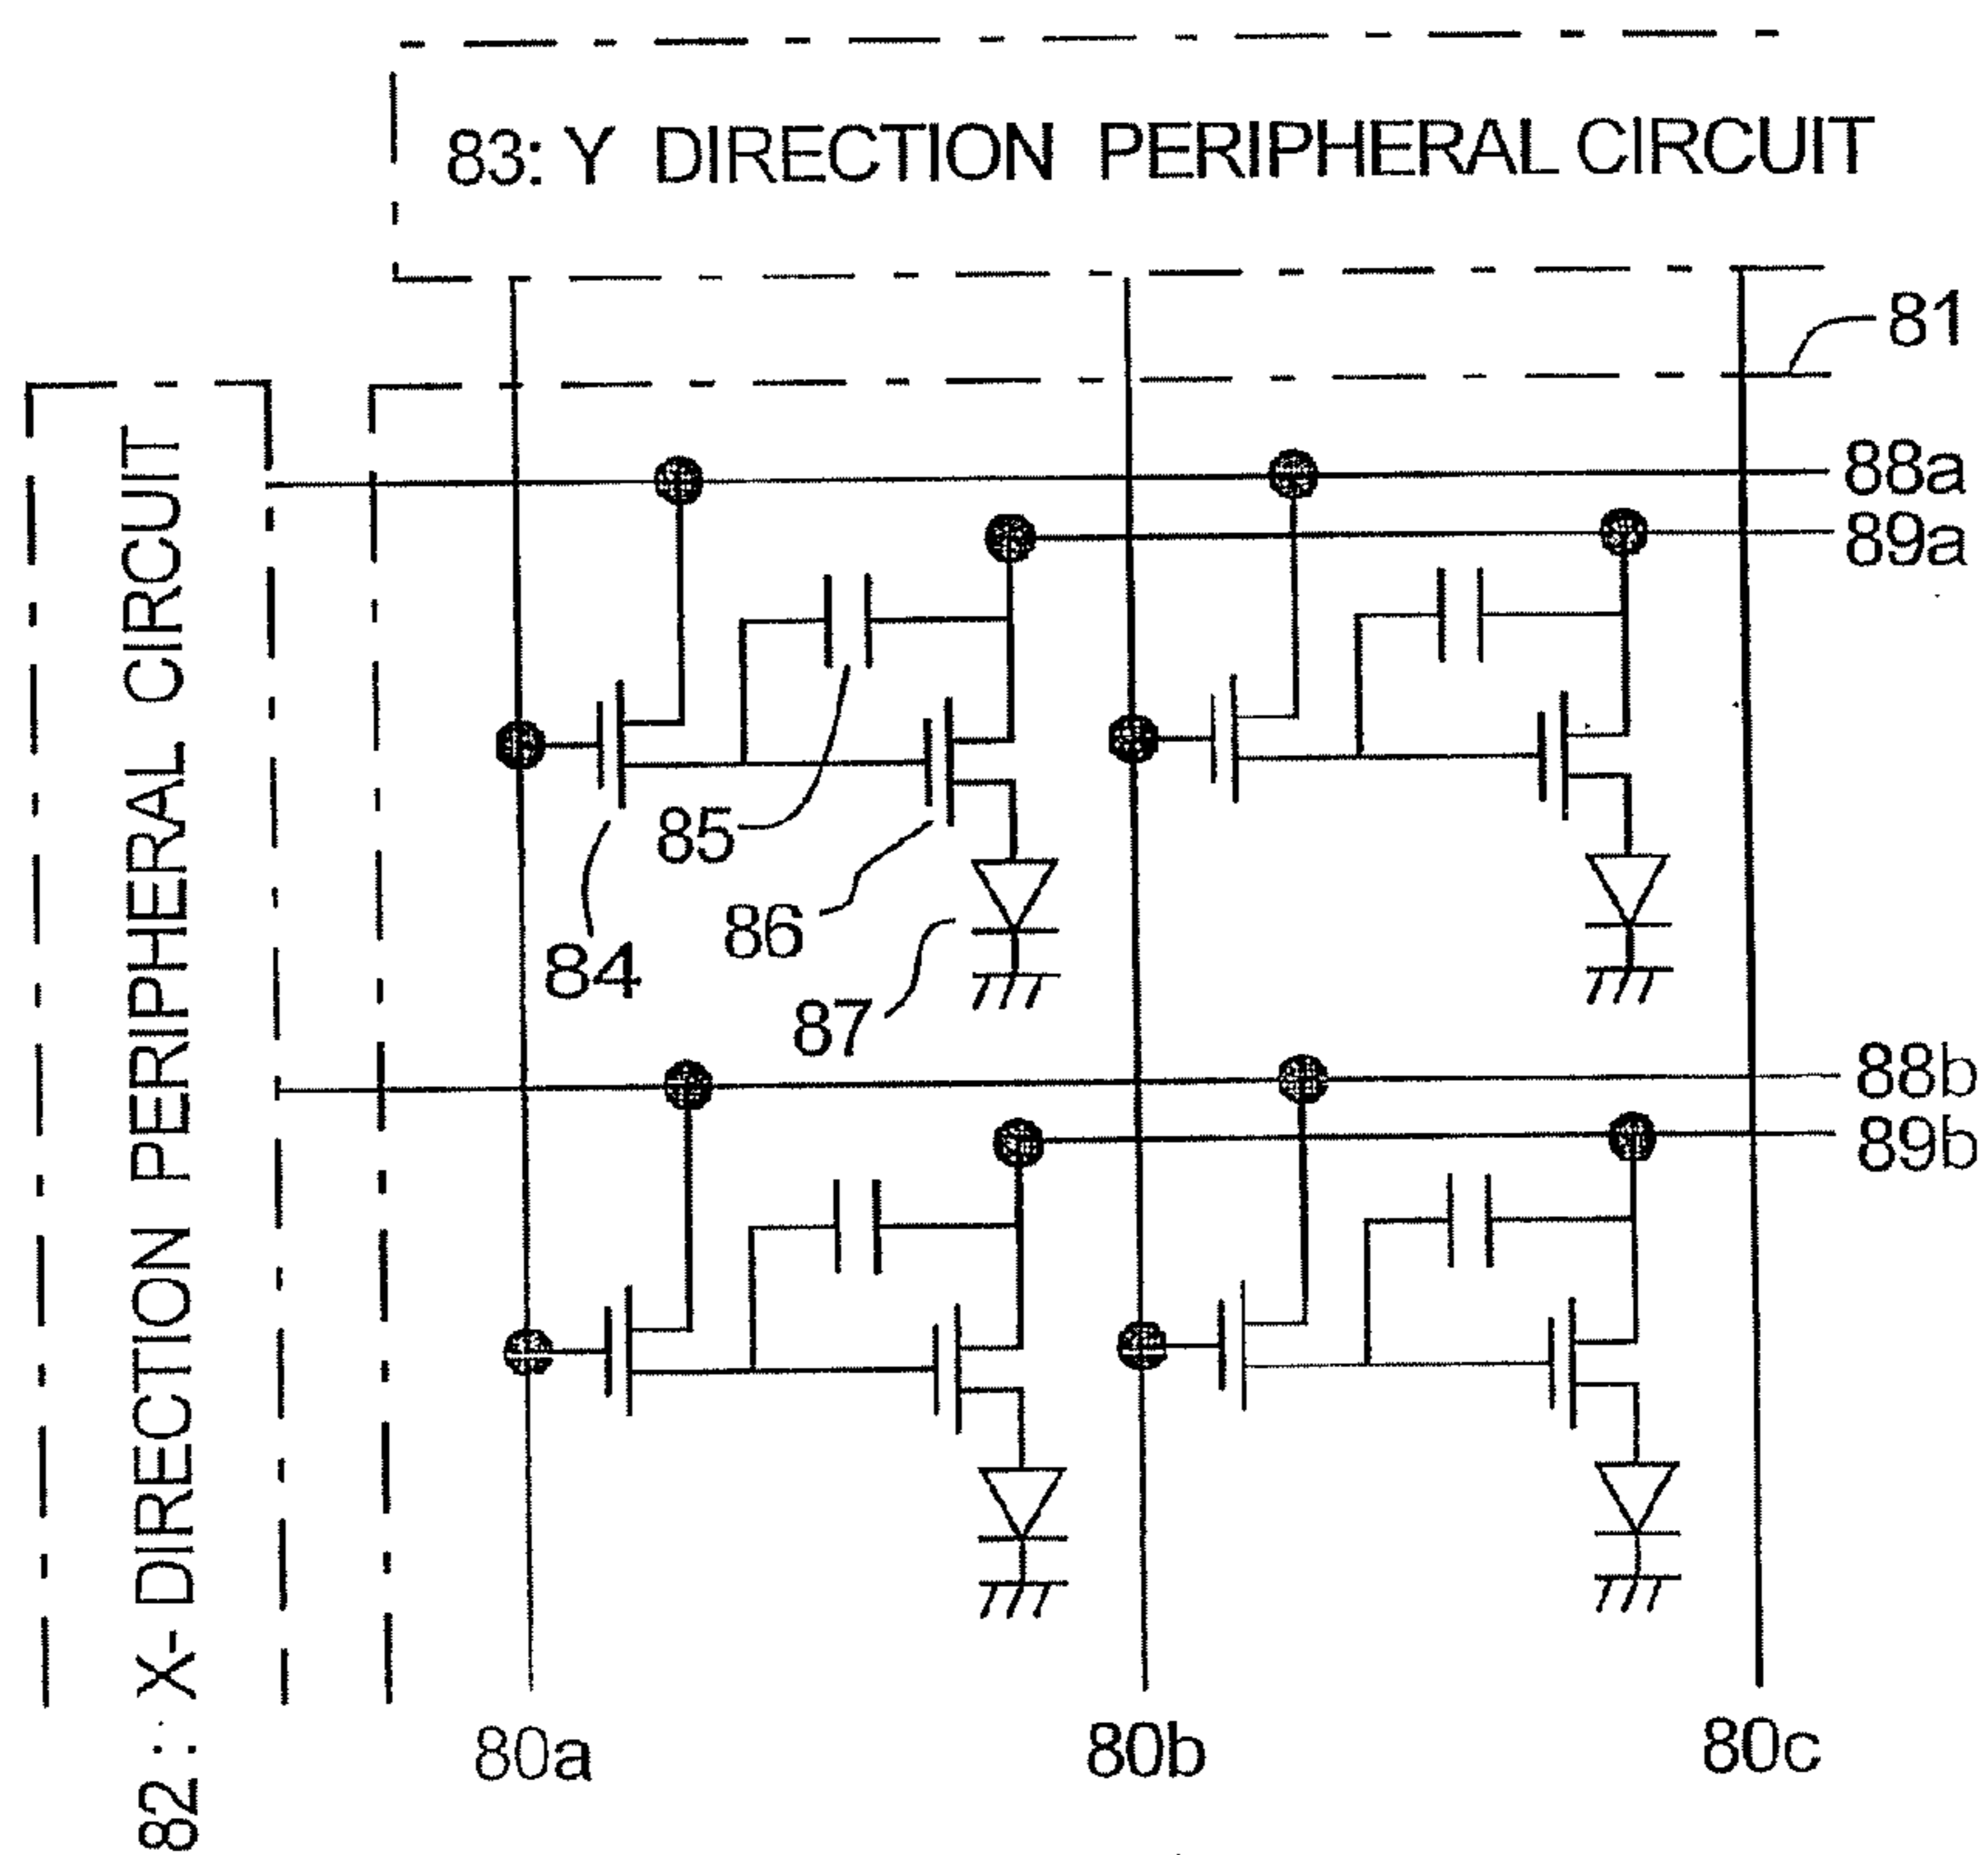 83: Y DIRECTION PERIPHERAL CIRCUIT
81
82: X-DIRECTION PERIPHERAL CIRCUIT
88a
89a
85
84
86
87
88b
89b
80a
80b
80c